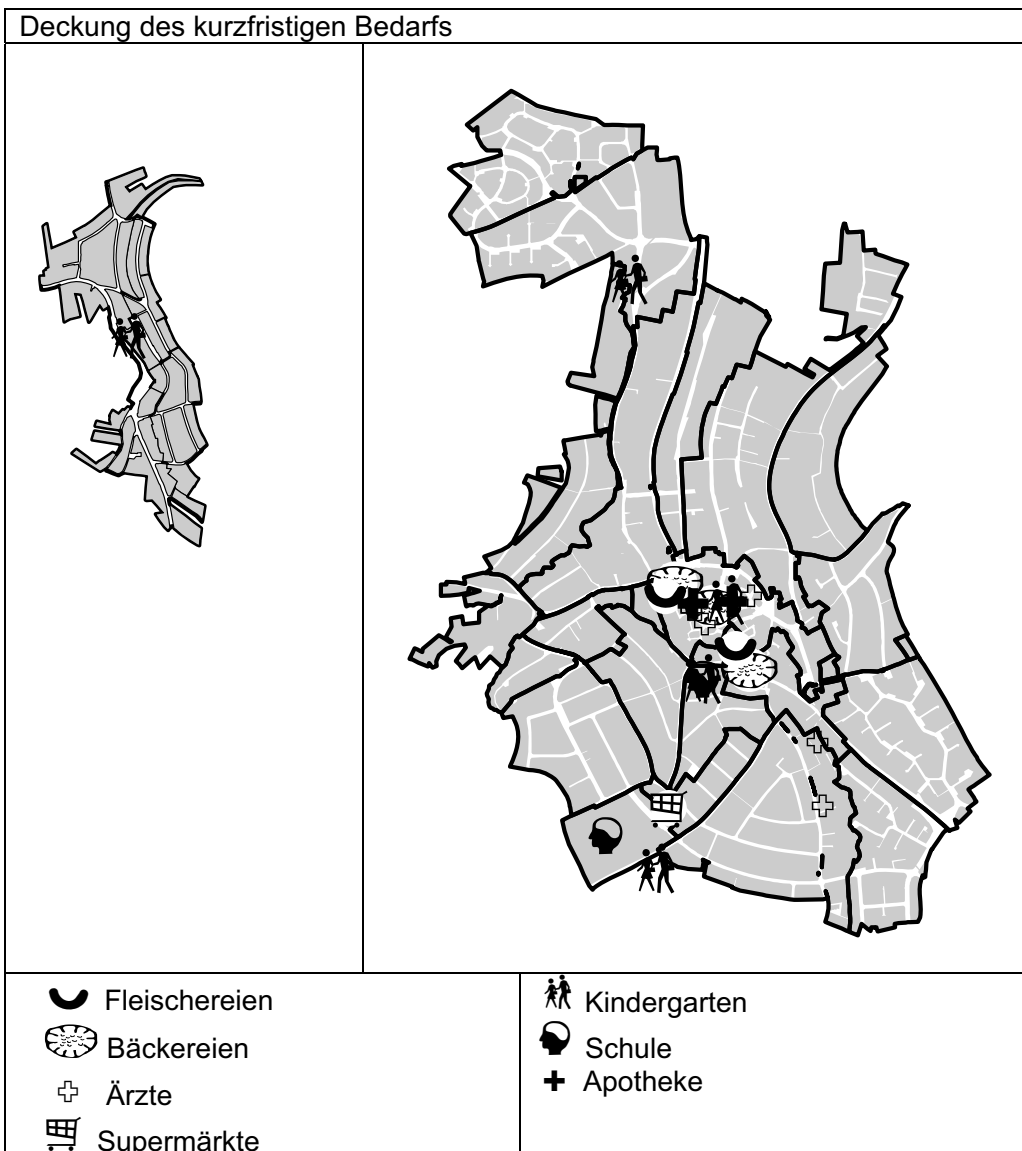 Deckung des kurzfristigen Bedarfs
Fleischereien
Bäckereien
Ärzte
Supermärkte
Kindergarten
Schule
Apotheke